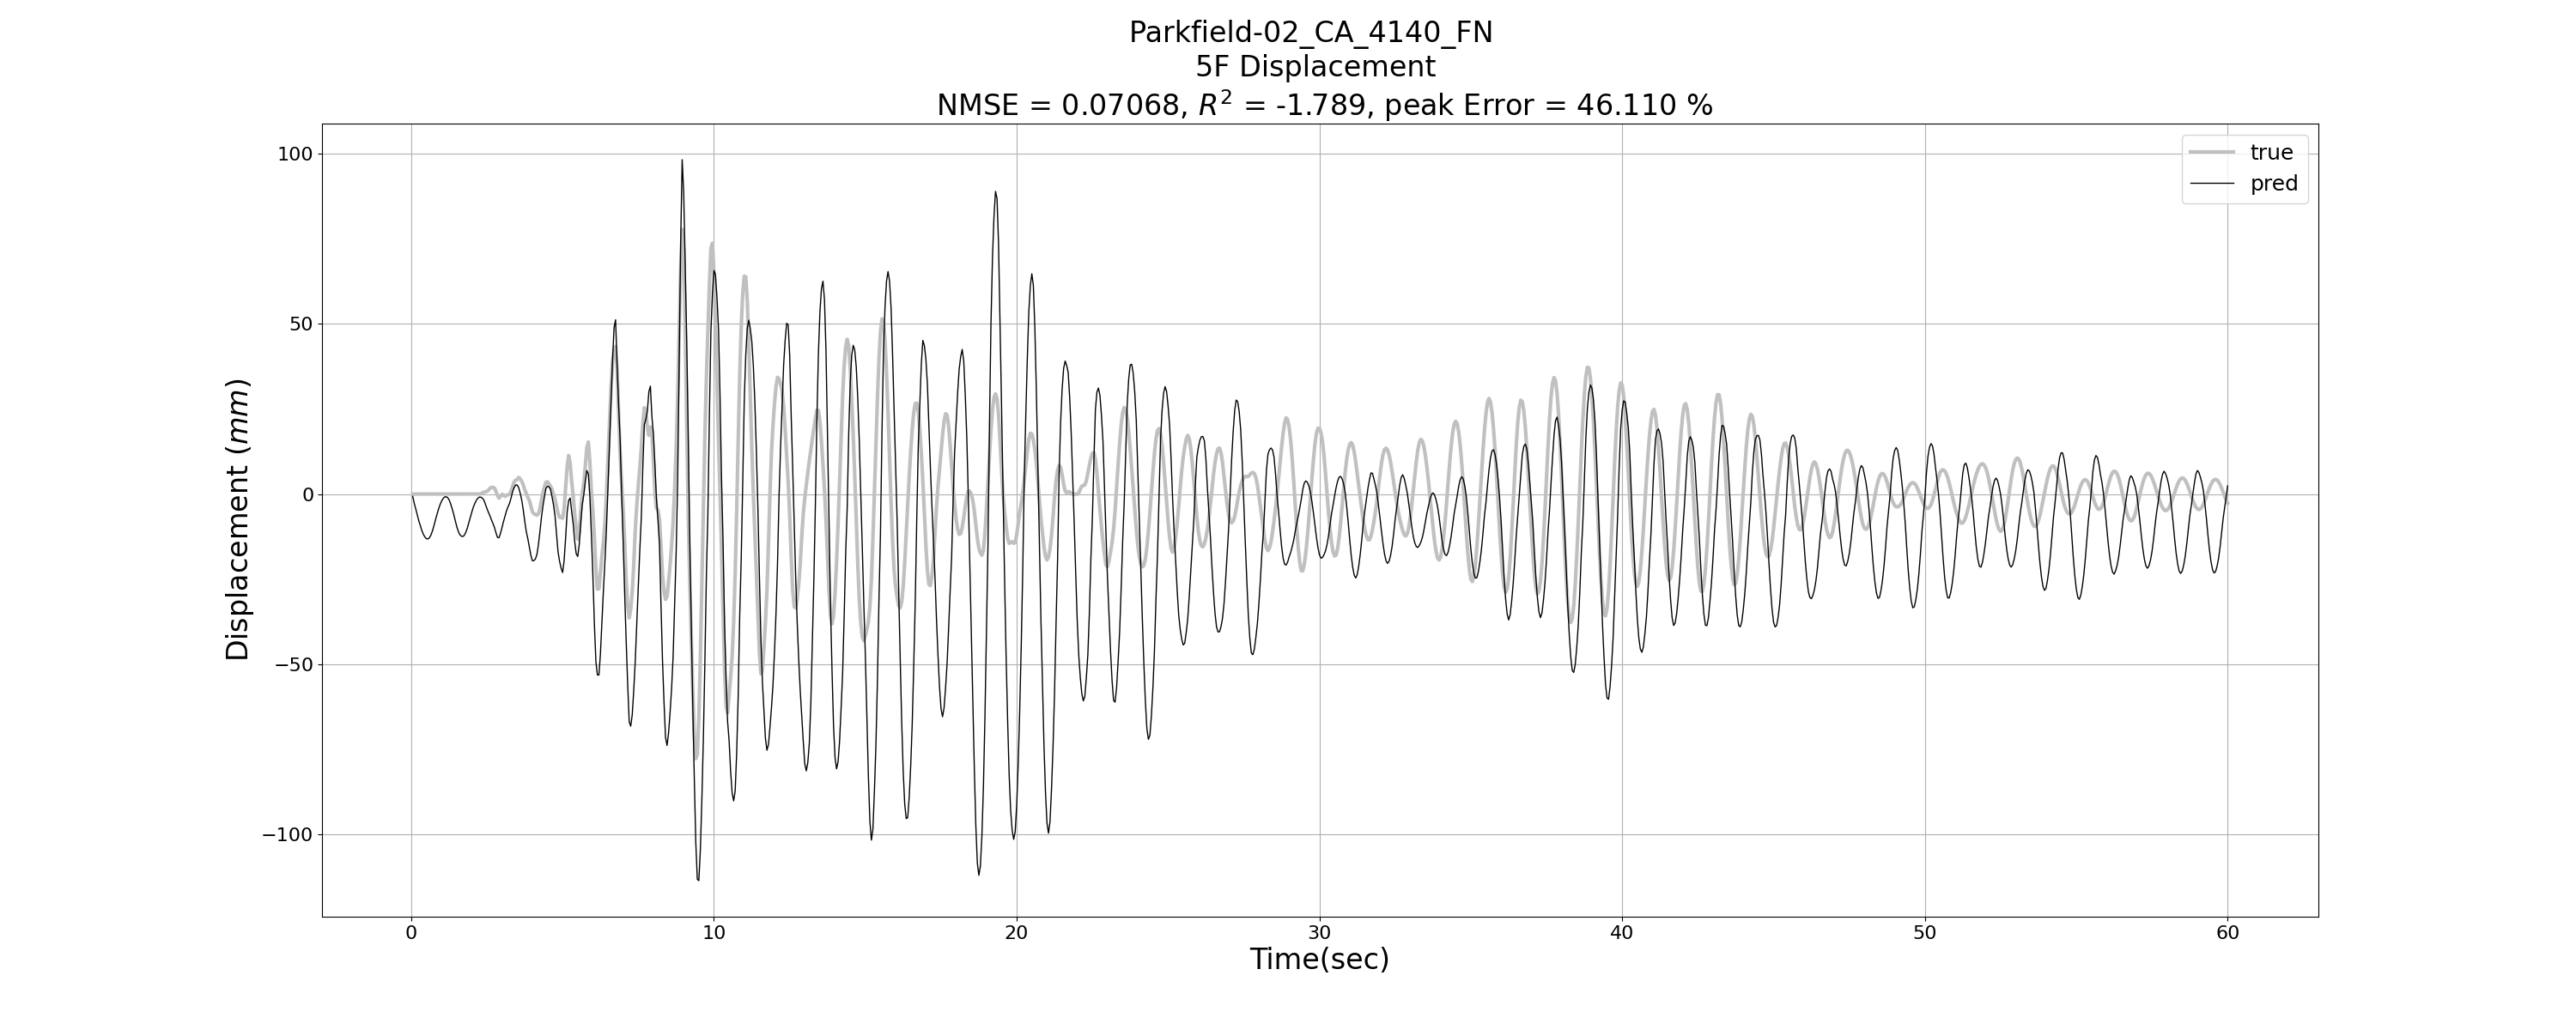 Parkfield-02_CA_4140_FN
5F Displacement
NMSE = 0.07068, R² = -1.789, peak Error = 46.110 %
true
pred
100
50
0
−50
−100
Displacement (mm)
0 10 20 30 40 50 60
Time(sec)